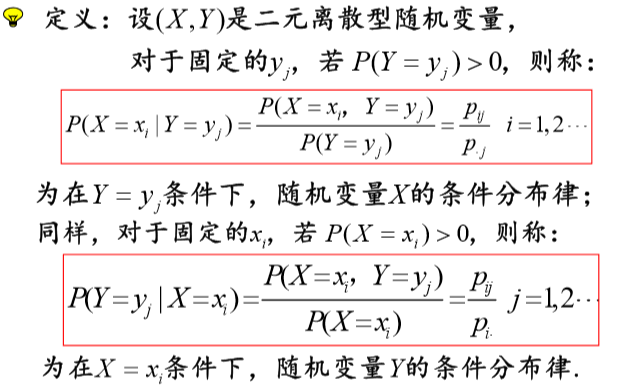 定义：设(X,Y)是二元离散型随机变量，
对于固定的y_j，若 P(Y = y_j) > 0，则称：
P(X = x_i | Y = y_j) = P(X = x_i, Y = y_j) / P(Y = y_j) = p_ij / p_·j  i = 1,2···
为在Y = y_j条件下，随机变量X的条件分布律；
同样，对于固定的x_i，若 P(X = x_i) > 0，则称：
P(Y = y_j | X = x_i) = P(X = x_i, Y = y_j) / P(X = x_i) = p_ij / p_i·  j = 1,2···
为在X = x_i条件下，随机变量Y的条件分布律.